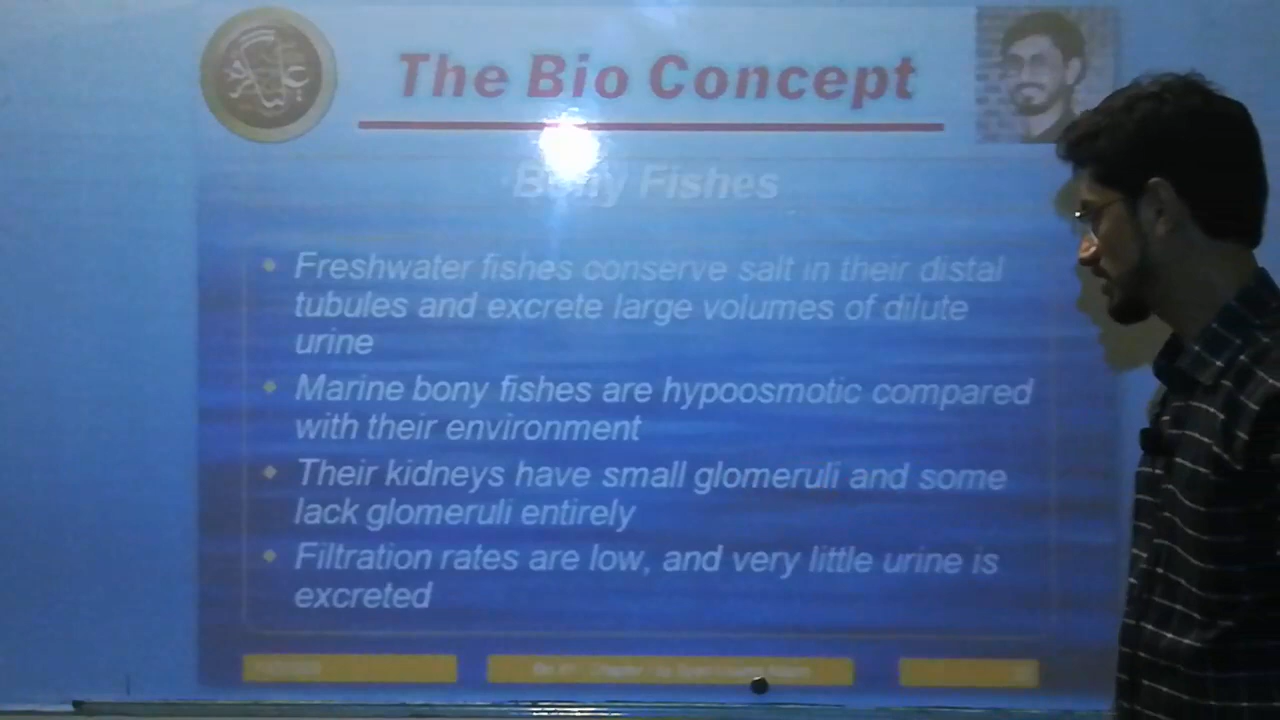 The Bio Concept
Bony Fishes
Freshwater fishes conserve salt in their distal
tubules and excrete large volumes of dilute
urine
Marine bony fishes are hypoosmotic compared
with their environment
Their kidneys have small glomeruli and some
lack glomeruli entirely
Filtration rates are low, and very little urine is
excreted